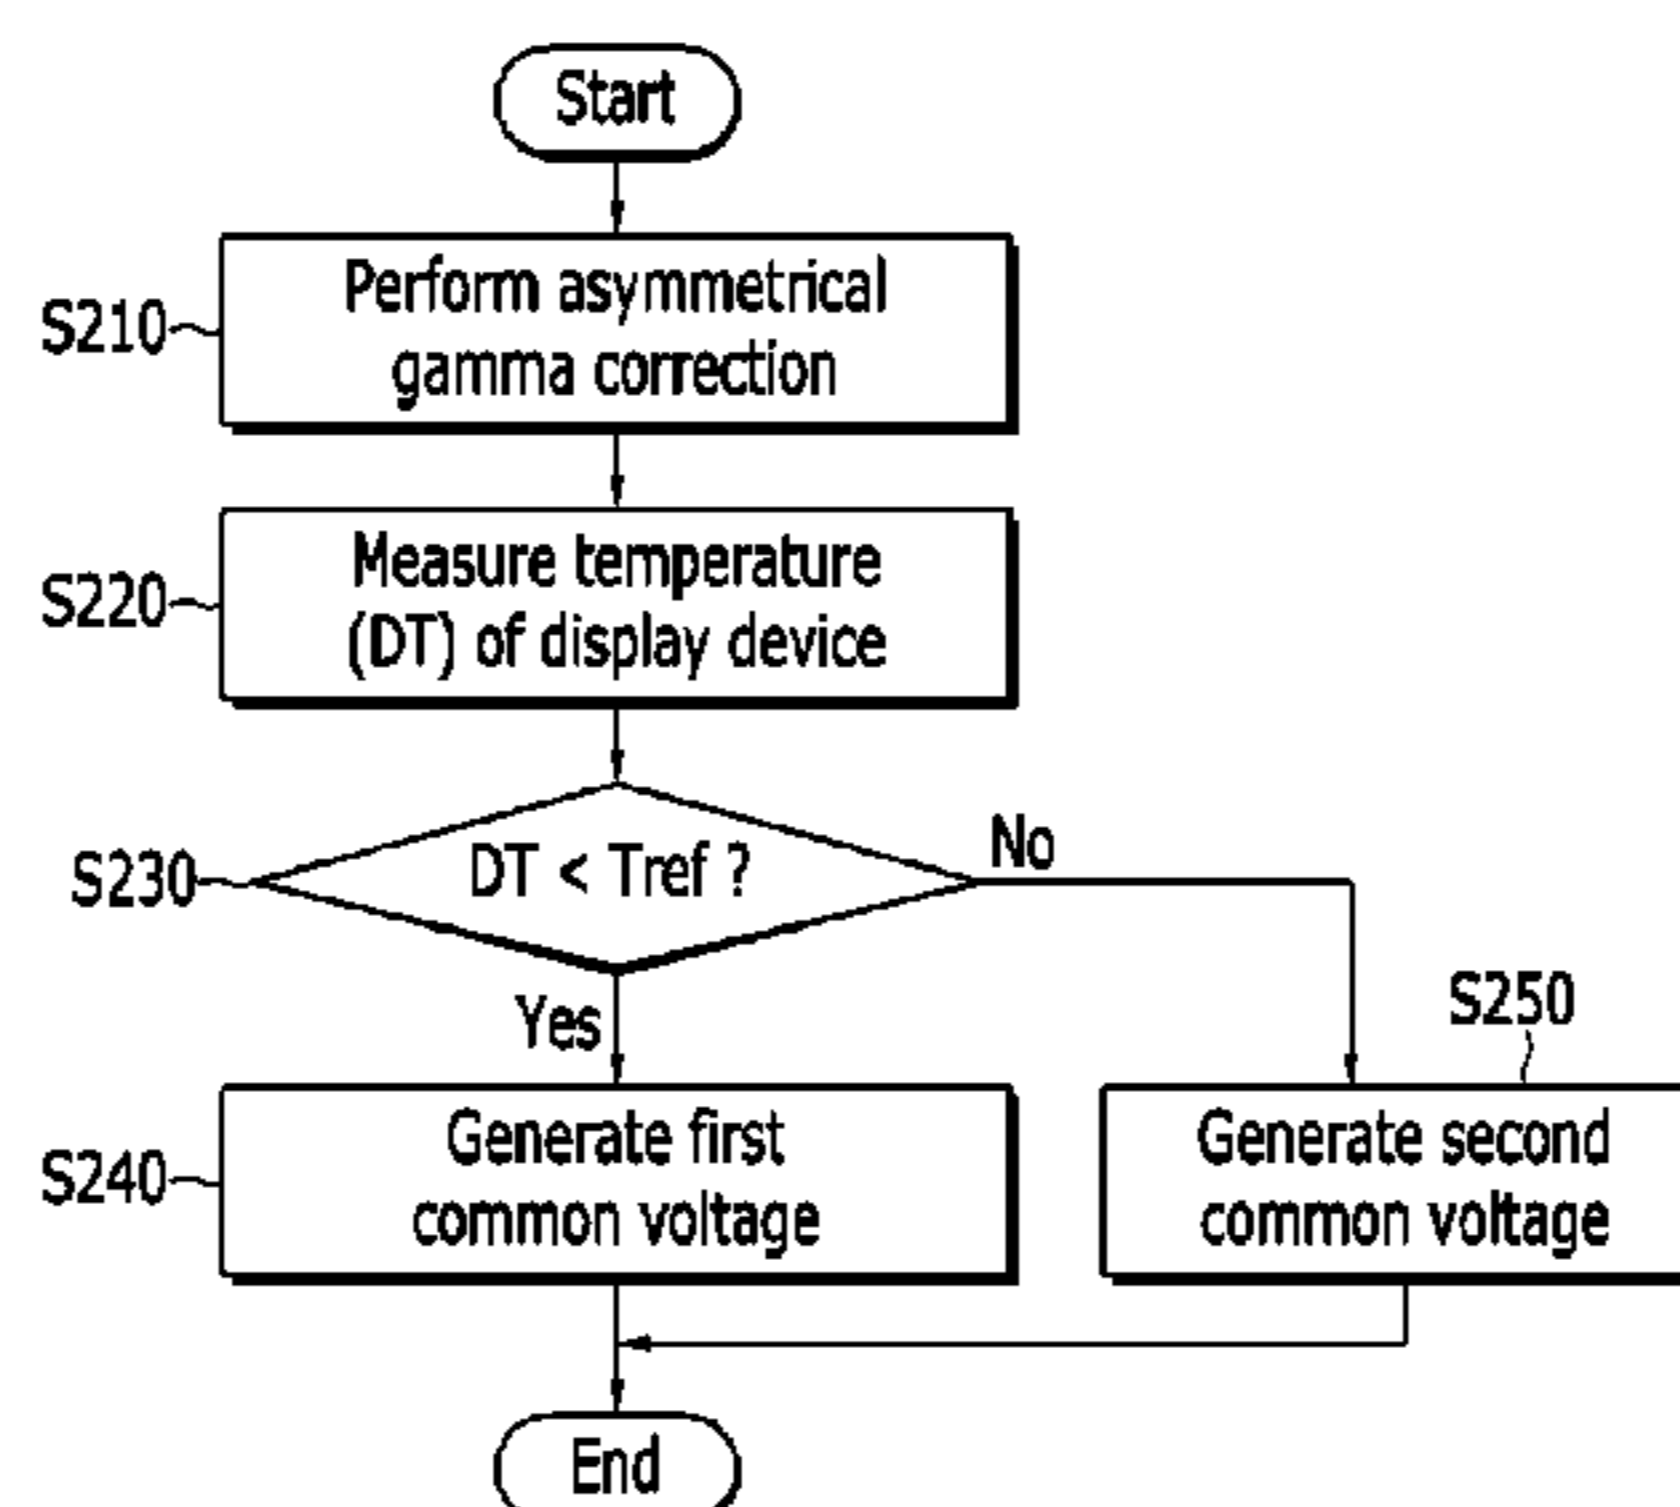 Start
S210
Perform asymmetrical
gamma correction
S220
Measure temperature
(DT) of display device
S230
DT < Tref ?
No
Yes
S250
S240
Generate first
common voltage
Generate second
common voltage
End